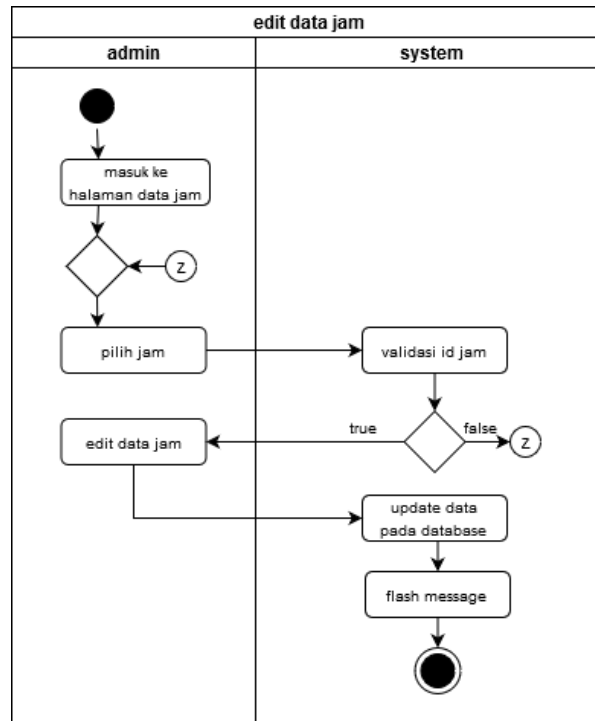 edit data jam
admin
system
masuk ke
halaman data jam
z
pilih jam
validasi id jam
true
false
z
edit data jam
update data
pada database
flash message